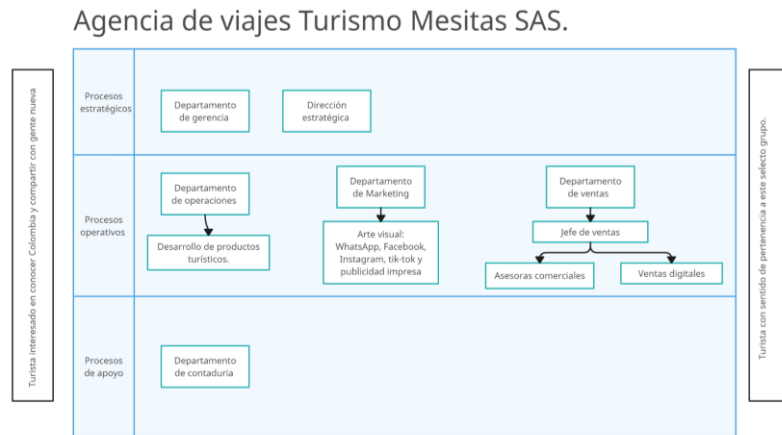 Agencia de viajes Turismo Mesitas SAS.
Turista interesado en conocer Colombia y compartir con gente nueva
Procesos
estratégicos
Departamento
de gerencia
Dirección
estratégica
Procesos
operativos
Departamento
de operaciones
Desarrollo de productos
turísticos.
Departamento
de Marketing
Arte visual:
WhatsApp, Facebook,
Instagram, tik-tok y
publicidad impresa
Departamento
de ventas
Jefe de ventas
Asesoras comerciales
Ventas digitales
Procesos
de apoyo
Departamento
de contaduria
Turista con sentido de pertenencia a este selecto grupo.